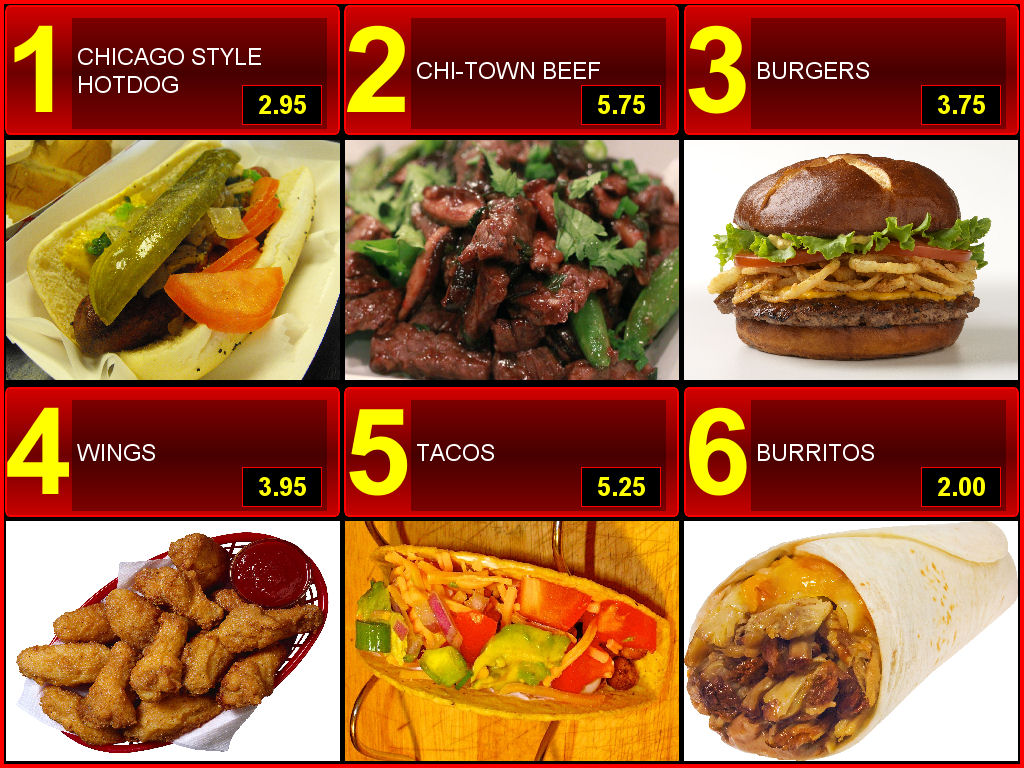 1
CHICAGO STYLE
HOTDOG
2.95
2
CHI-TOWN BEEF
5.75
3
BURGERS
3.75
4
WINGS
3.95
5
TACOS
5.25
6
BURRITOS
2.00